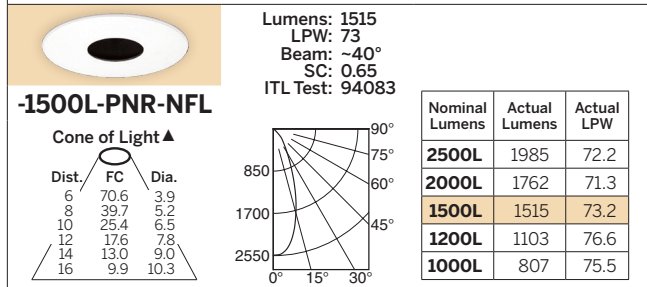 Lumens: 1515
LPW: 73
Beam: ~40°
SC: 0.65
ITL Test: 94083
-1500L-PNR-NFL
Cone of Light▲
Dist. FC Dia.
6 70.6 3.9
8 39.7 5.2
10 25.4 6.5
12 17.6 7.8
14 13.0 9.0
16 9.9 10.3
90°
75°
850
60°
1700
45°
2550
0° 15° 30°
Nominal Lumens Actual Lumens Actual LPW
2500L 1985 72.2
2000L 1762 71.3
1500L 1515 73.2
1200L 1103 76.6
1000L 807 75.5